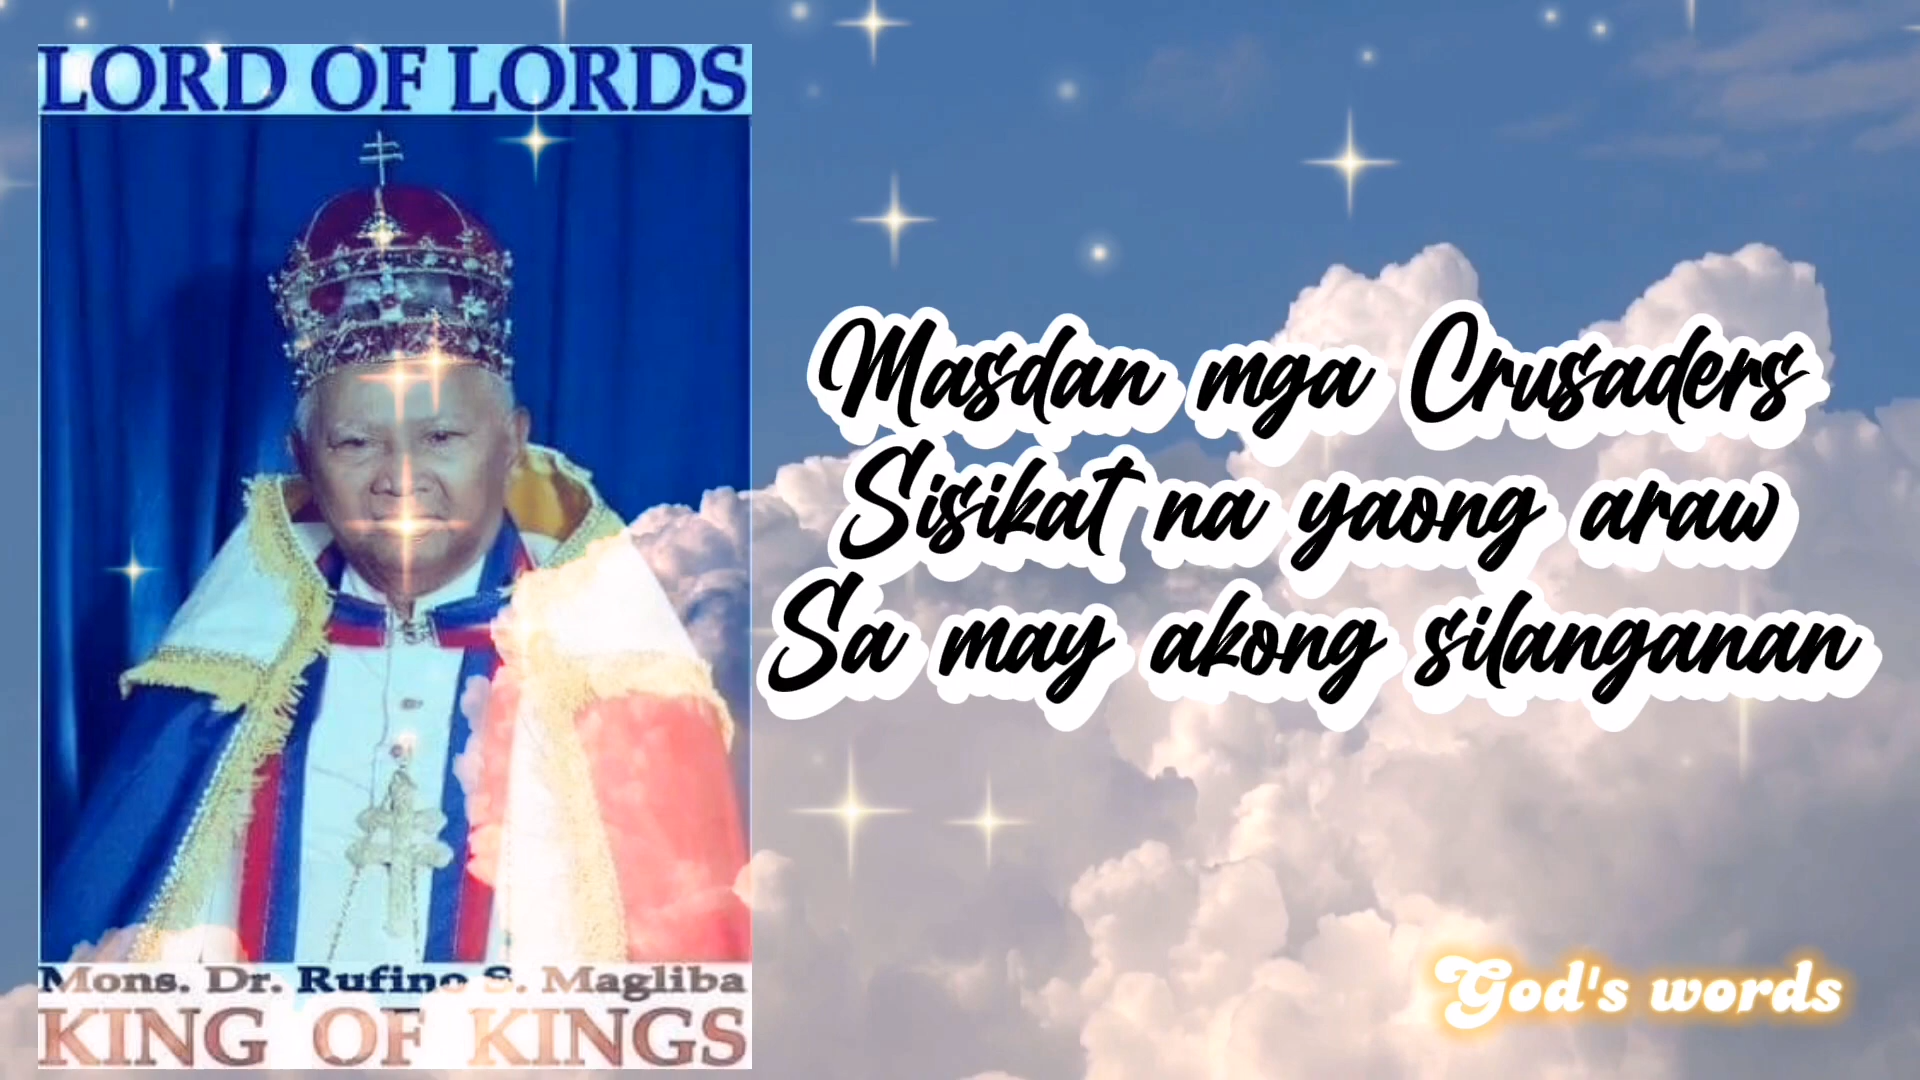 LORD OF LORDS
Mons. Dr. Rufino S. Magliba
KING OF KINGS
Masdan mga Crusaders
Sisikat na yaong araw
Sa may akong silanganan
God's words